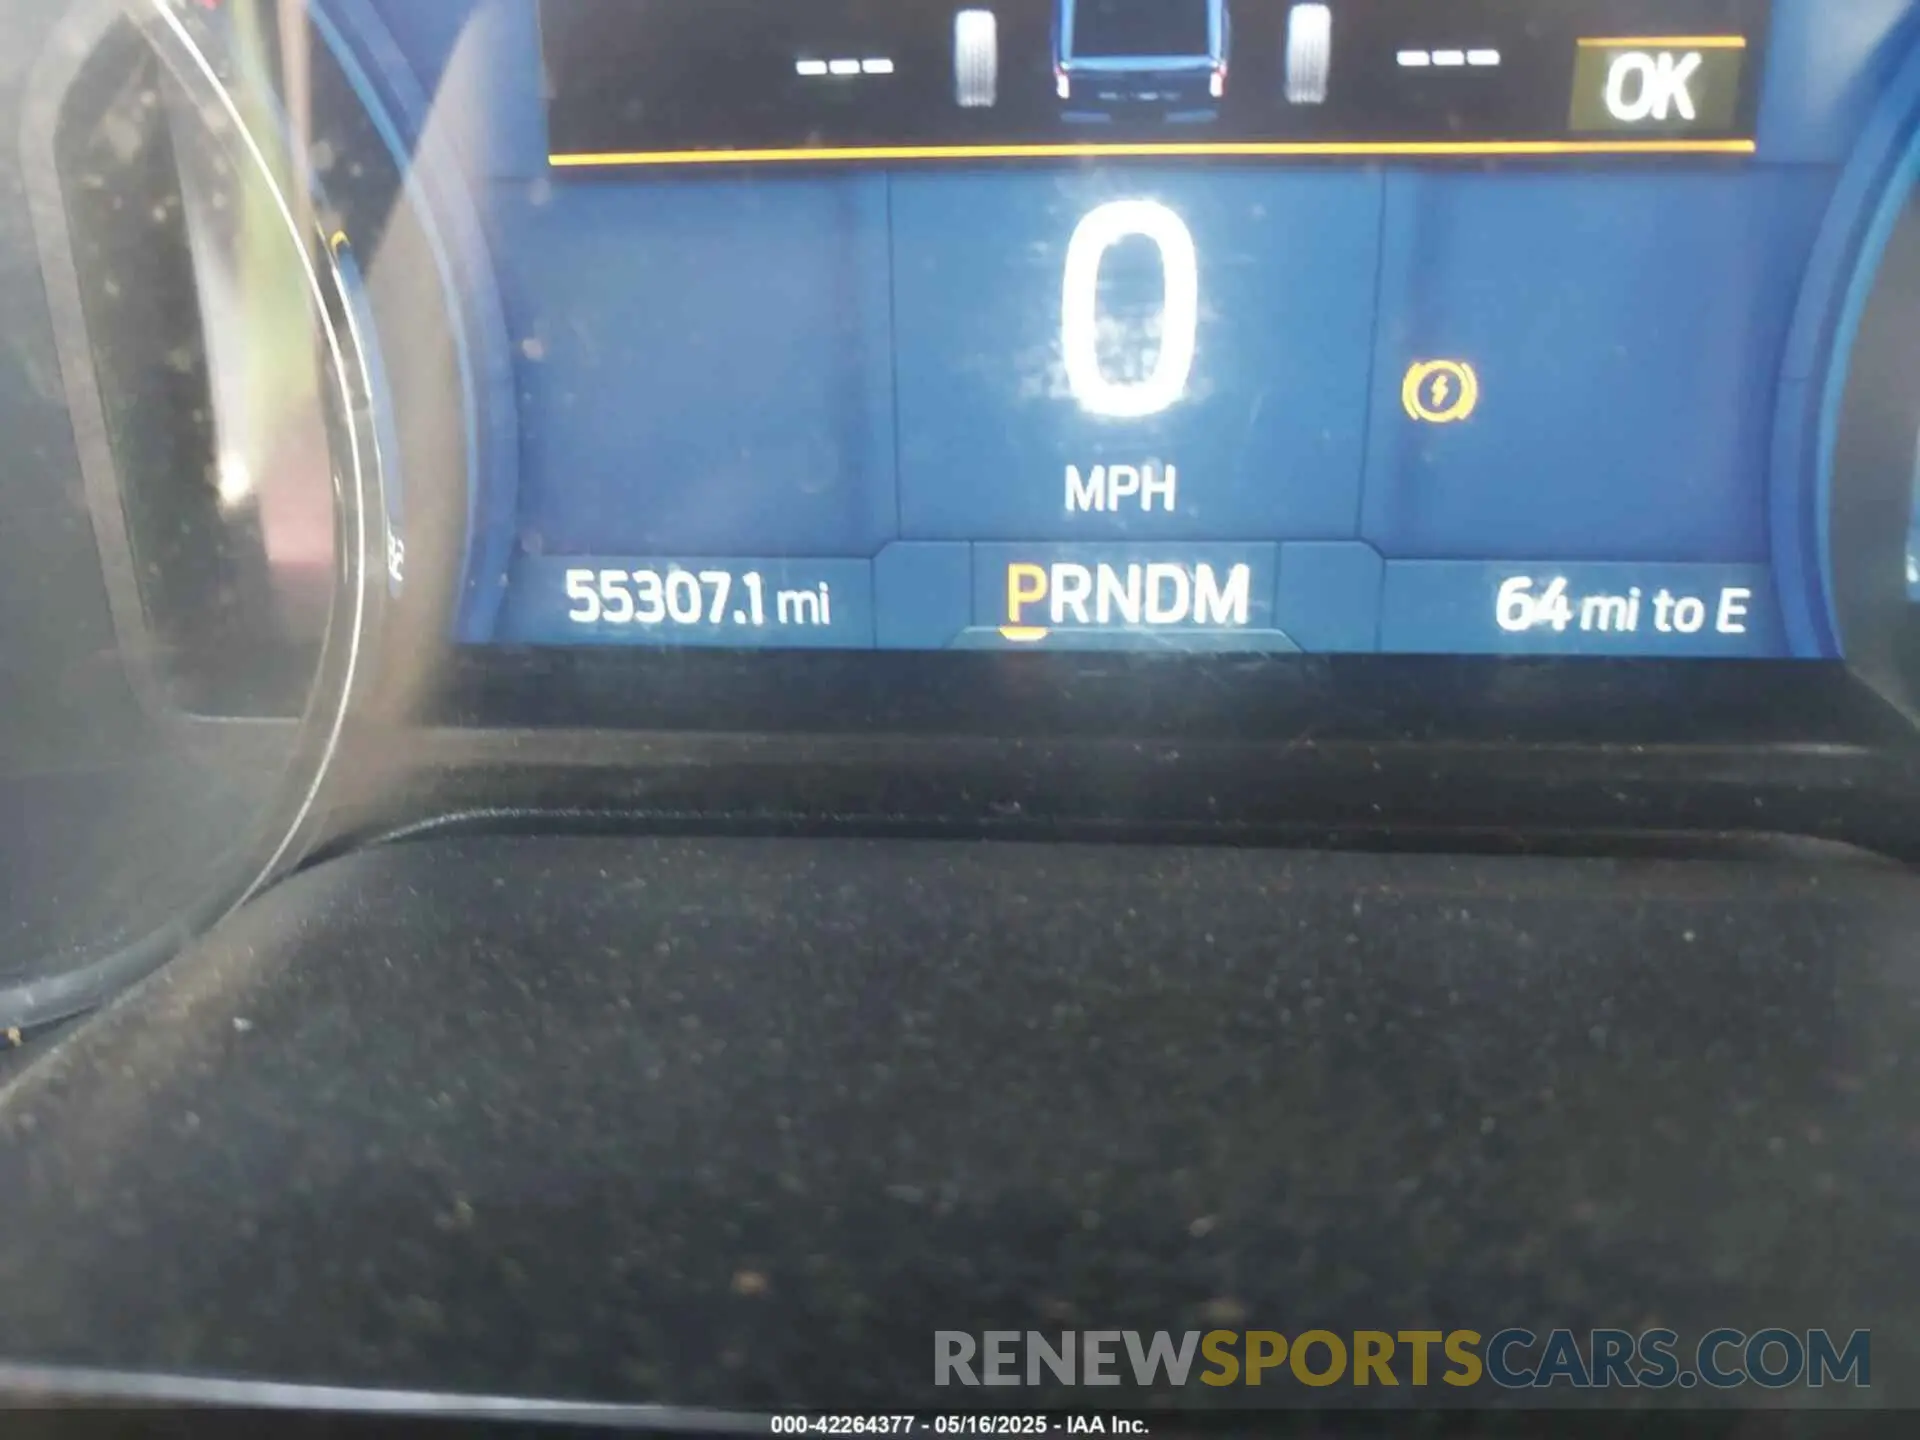 --- ---
OK
0
MPH
55307.1 mi PRNDM 64 mi to E
RENEWSPORTSCARS.COM
000-42264377 - 05/16/2025 - IAA Inc.